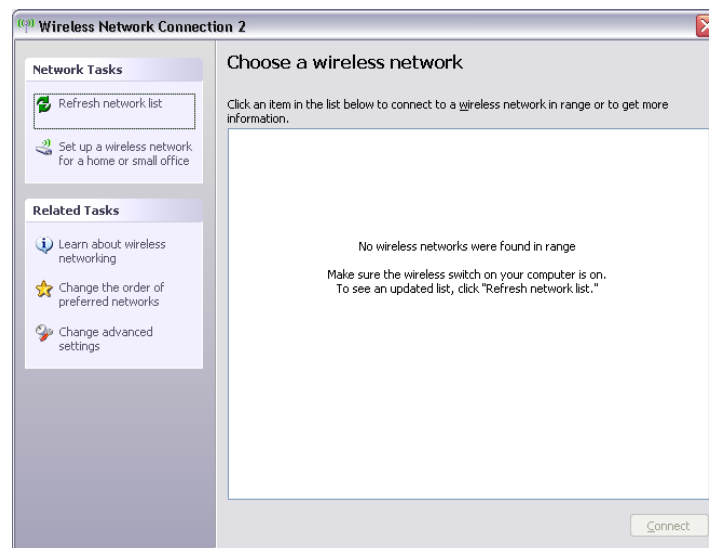 Wireless Network Connection 2
Network Tasks
Refresh network list
Set up a wireless network
for a home or small office
Related Tasks
Learn about wireless
networking
Change the order of
preferred networks
Change advanced
settings
Choose a wireless network
Click an item in the list below to connect to a wireless network in range or to get more
information.
No wireless networks were found in range
Make sure the wireless switch on your computer is on.
To see an updated list, click "Refresh network list."
Connect